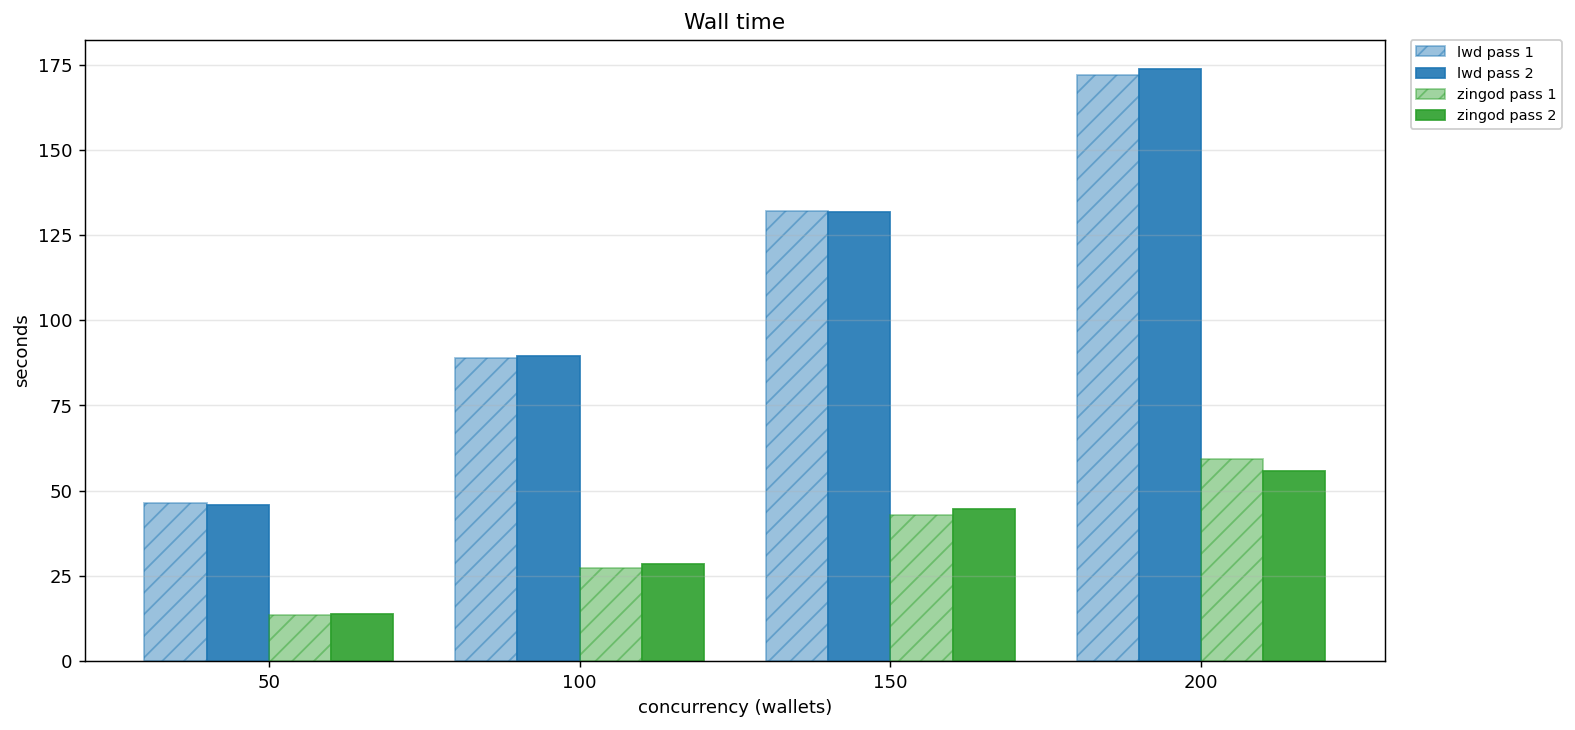 Wall time
lwd pass 1
lwd pass 2
zingod pass 1
zingod pass 2
175
150
125
100
75
50
25
0
seconds
50 100 150 200
concurrency (wallets)